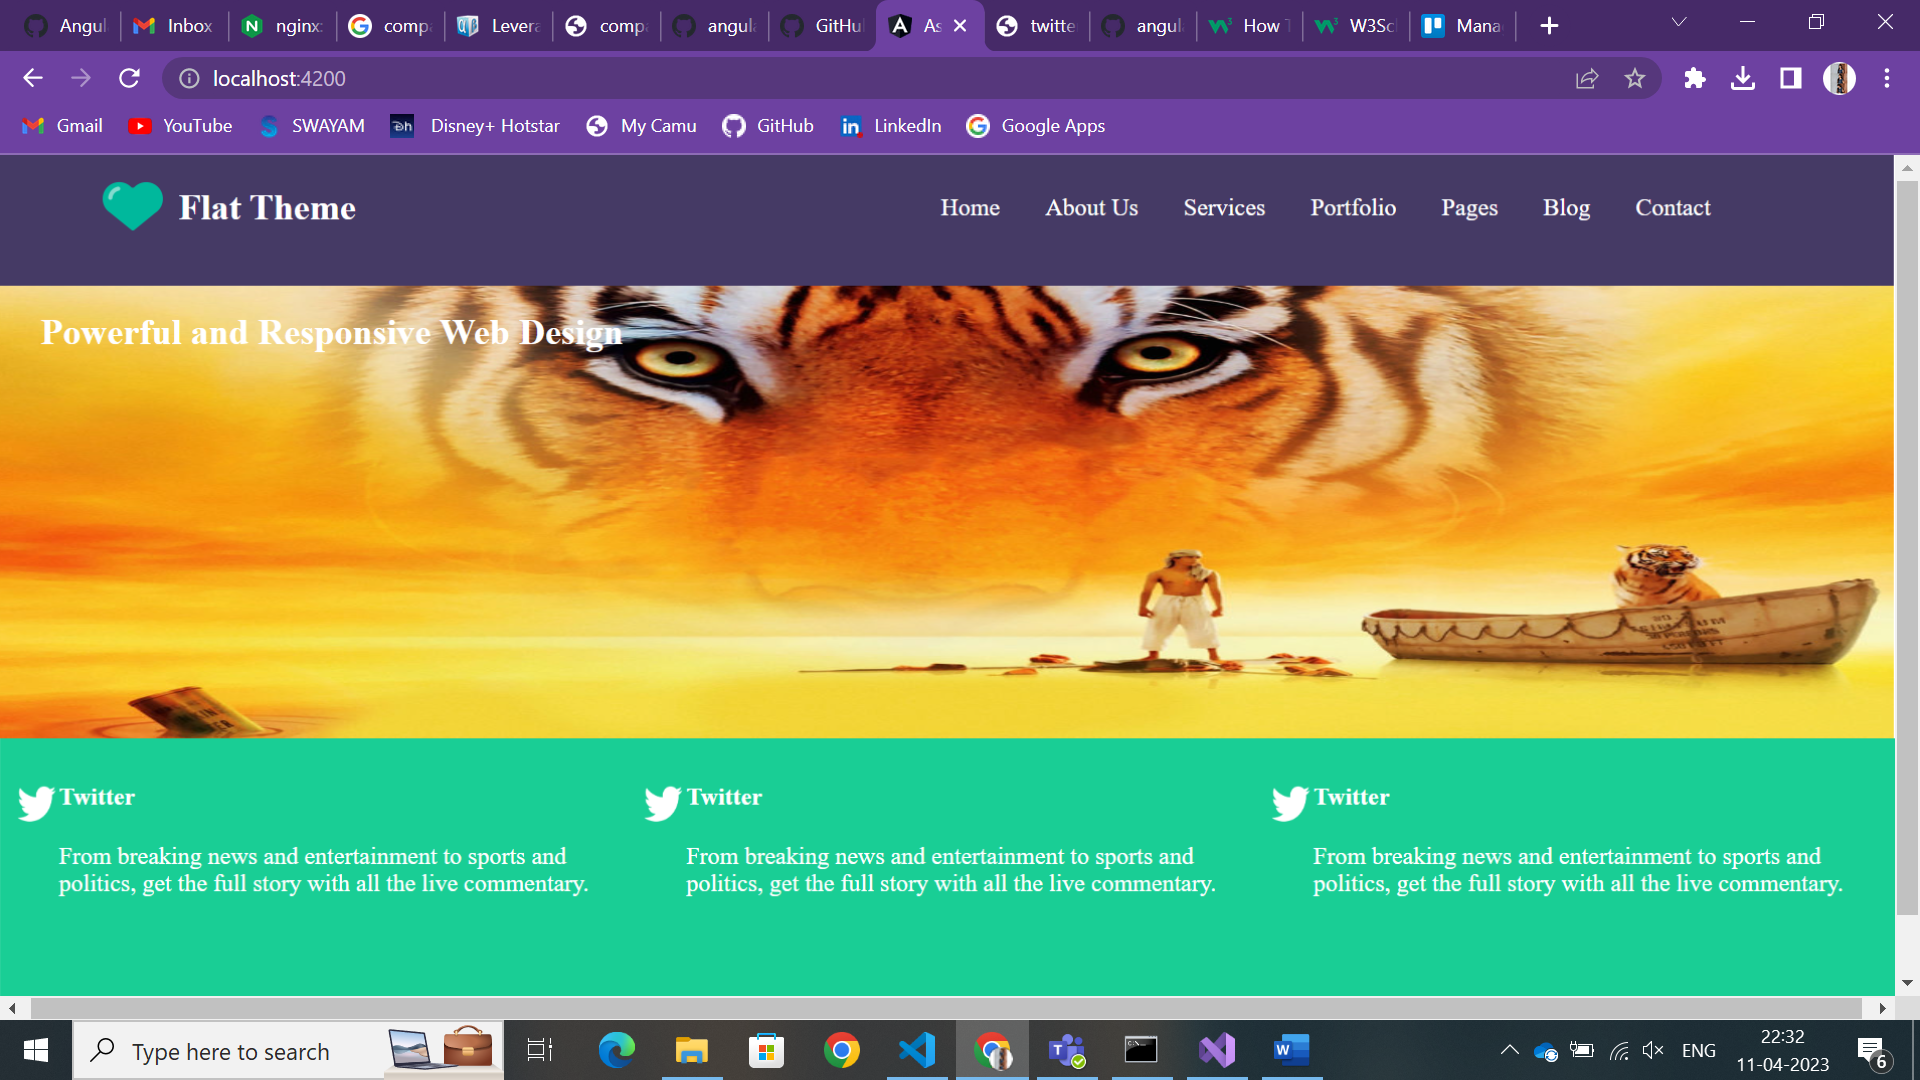 Angul
Inbox
nginx:
comp
Levera
comp
angul
GitHu
As
twitte
angul
How T
W3Sc
Mana
localhost:4200
Gmail
YouTube
SWAYAM
Disney+ Hotstar
My Camu
GitHub
LinkedIn
Google Apps
Flat Theme
Home
About Us
Services
Portfolio
Pages
Blog
Contact
Powerful and Responsive Web Design
Twitter
From breaking news and entertainment to sports and
politics, get the full story with all the live commentary.
Twitter
From breaking news and entertainment to sports and
politics, get the full story with all the live commentary.
Twitter
From breaking news and entertainment to sports and
politics, get the full story with all the live commentary.
Type here to search
ENG
22:32
11-04-2023
6